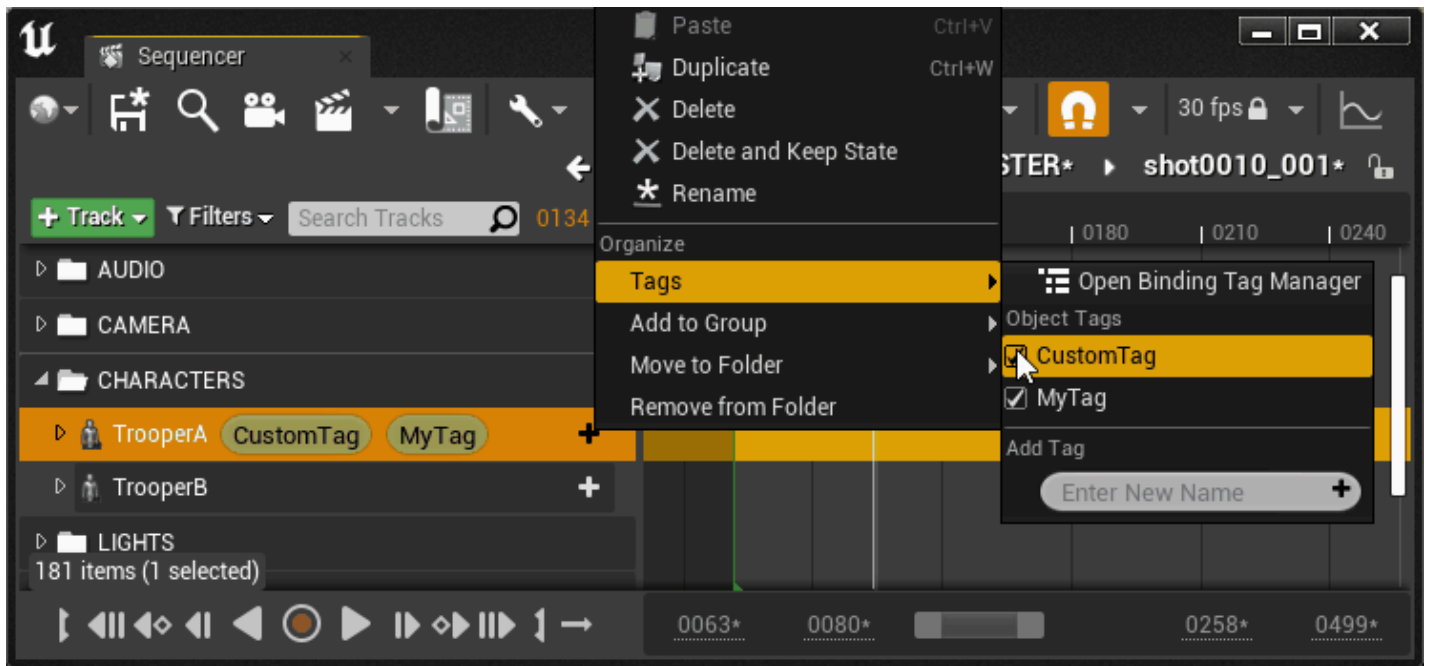 Sequencer
Paste Ctrl+V
Duplicate Ctrl+W
Delete
Delete and Keep State
Rename
Organize
Tags
Add to Group
Move to Folder
Remove from Folder
30 fps
STER* shot0010_001*
+ Track Filters Search Tracks 0134
0180 0210 0240
AUDIO
CAMERA
CHARACTERS
TrooperA CustomTag MyTag
TrooperB
LIGHTS
181 items (1 selected)
Open Binding Tag Manager
Object Tags
CustomTag
MyTag
Add Tag
Enter New Name
0063* 0080* 0258* 0499*